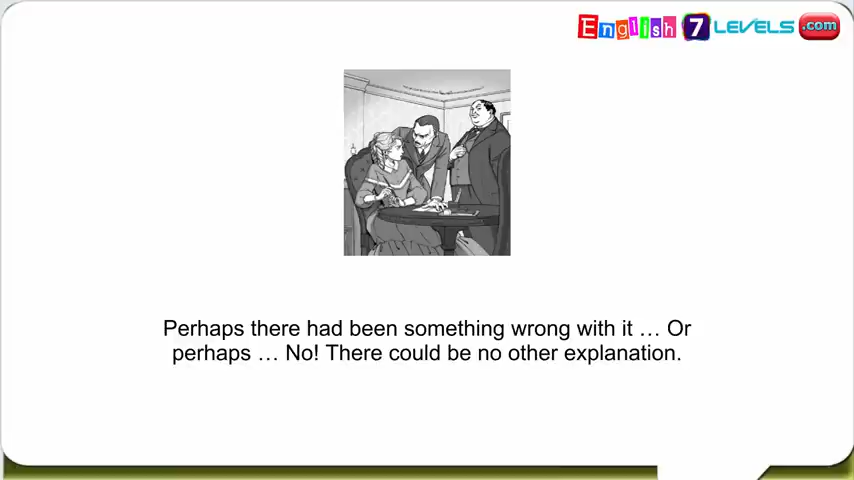 English 7 LEVELS .com
Perhaps there had been something wrong with it … Or
perhaps … No! There could be no other explanation.